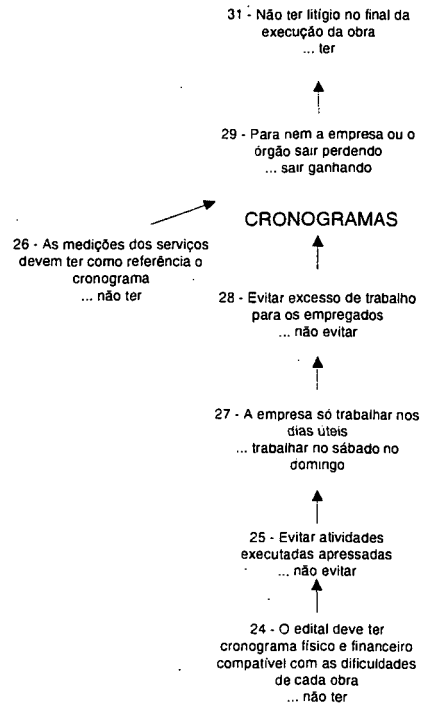 31 - Não ter litígio no final da
execução da obra
... ter
29 - Para nem a empresa ou o
órgão sair perdendo
... sair ganhando
CRONOGRAMAS
26 - As medições dos serviços
devem ter como referência o
cronograma
... não ter
28 - Evitar excesso de trabalho
para os empregados
... não evitar
27 - A empresa só trabalhar nos
dias úteis
... trabalhar no sábado no
domingo
25 - Evitar atividades
executadas apressadas
... não evitar
24 - O edital deve ter
cronograma físico e financeiro
compatível com as dificuldades
de cada obra
... não ter